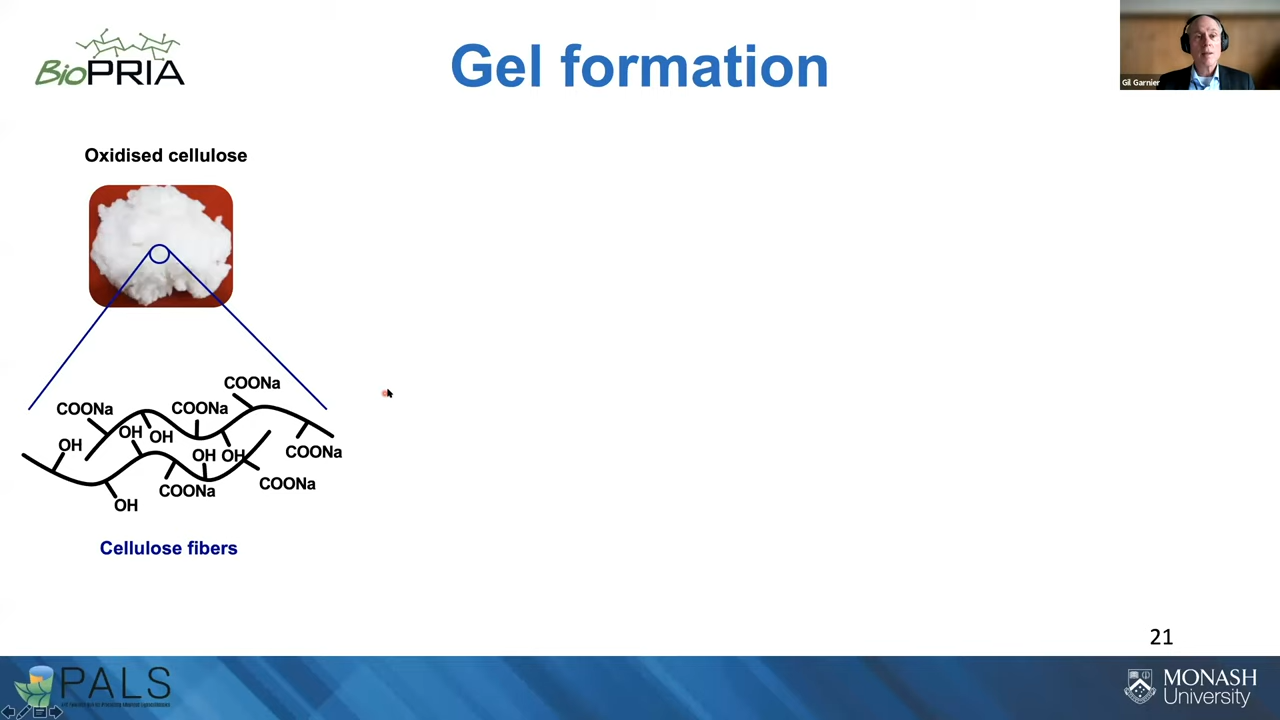 BioPRIA
Gel formation
Gil Garnier
Oxidised cellulose
COONa
COONa
COONa
OH
OH
OH
OH
OH
COONa
COONa
COONa
OH
Cellulose fibers
21
PALS
MONASH
University